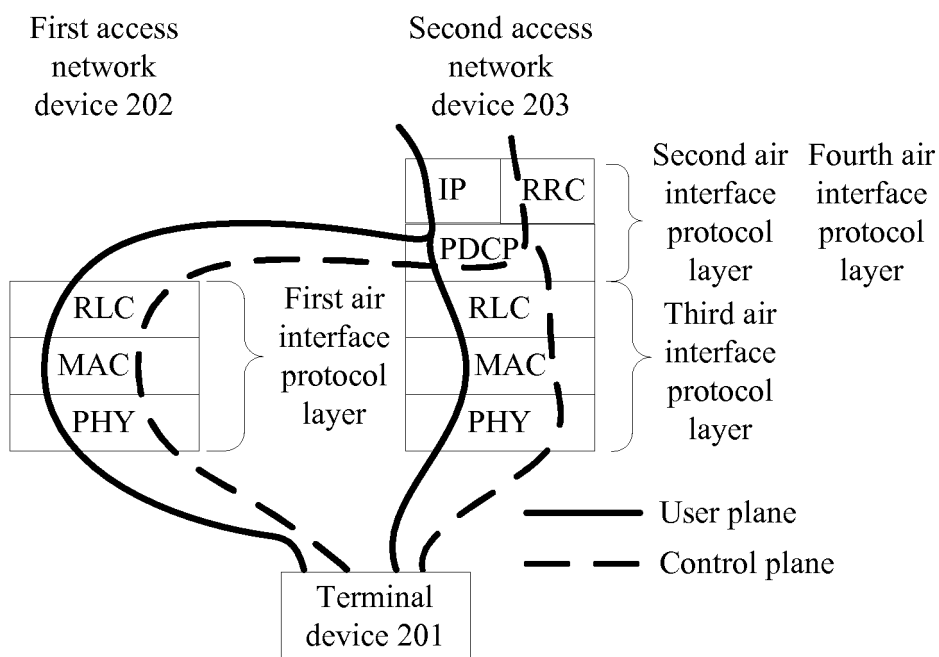 First access
network
device 202
Second access
network
device 203
IP
RRC
PDCP
Second air
interface
protocol
layer
Fourth air
interface
protocol
layer
RLC
MAC
PHY
First air
interface
protocol
layer
RLC
MAC
PHY
Third air
interface
protocol
layer
User plane
Control plane
Terminal
device 201